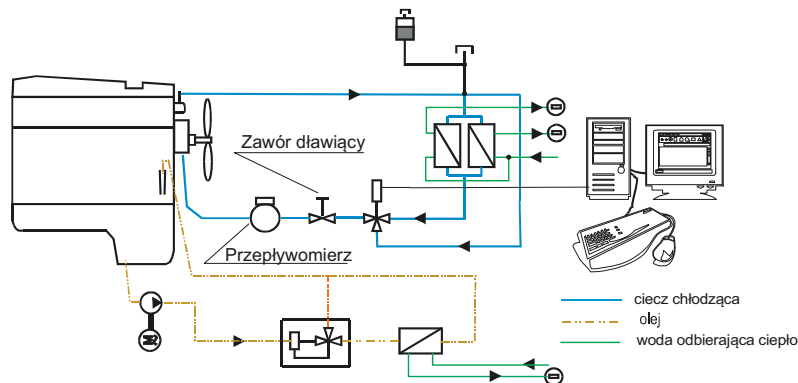 Zawór dławiący
Przepływomierz
ciecz chłodząca
olej
woda odbierająca ciepło